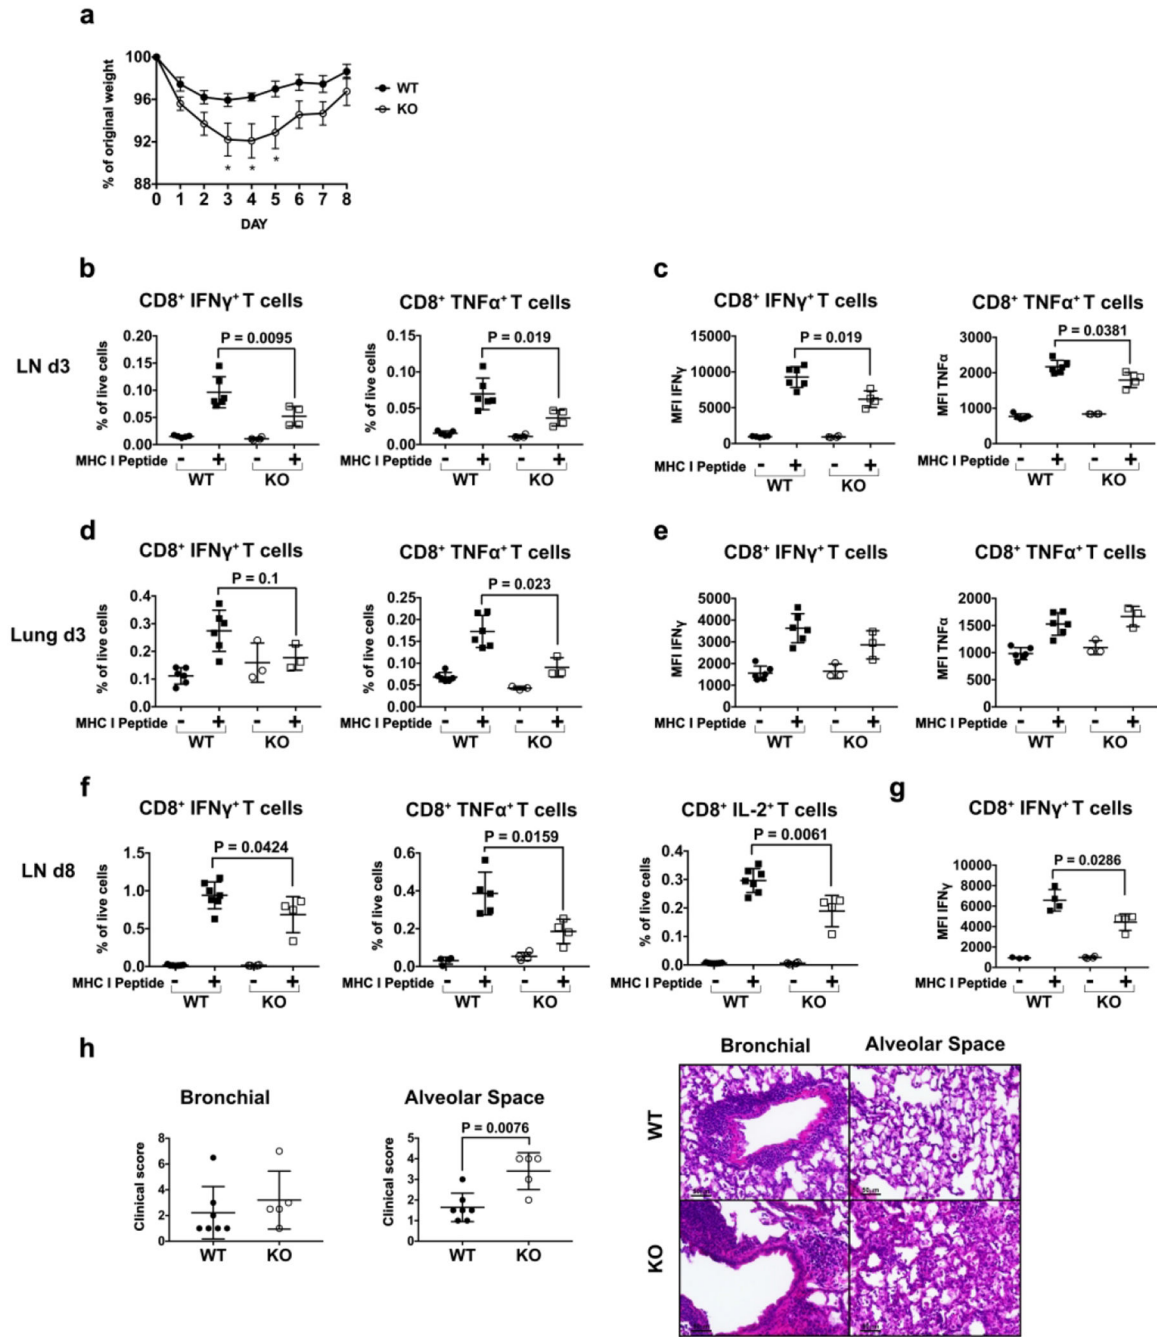 a
100
96
92
88
% of original weight
0 1 2 3 4 5 6 7 8
DAY
WT
KO
* * *
b
c
LN d3
CD8⁺ IFNγ⁺ T cells
% of live cells
0.20
0.15
0.10
0.05
0.00
P = 0.0095
MHC I Peptide - + - +
WT KO
CD8⁺ TNFα⁺ T cells
% of live cells
0.15
0.10
0.05
0.00
P = 0.019
- + - +
WT KO
CD8⁺ IFNγ⁺ T cells
MFI IFNγ
15000
10000
5000
0
P = 0.019
MHC I Peptide - + - +
WT KO
CD8⁺ TNFα⁺ T cells
MFI TNFα
3000
2000
1000
0
P = 0.0381
- + - +
WT KO
d
e
Lung d3
CD8⁺ IFNγ⁺ T cells
% of live cells
0.4
0.3
0.2
0.1
0.0
P = 0.1
MHC I Peptide - + - +
WT KO
CD8⁺ TNFα⁺ T cells
% of live cells
0.25
0.20
0.15
0.10
0.05
0.00
P = 0.023
- + - +
WT KO
CD8⁺ IFNγ⁺ T cells
MFI IFNγ
5000
4000
3000
2000
1000
0
MHC I Peptide - + - +
WT KO
CD8⁺ TNFα⁺ T cells
MFI TNFα
2000
1500
1000
500
0
- + - +
WT KO
f
g
LN d8
CD8⁺ IFNγ⁺ T cells
% of live cells
1.5
1.0
0.5
0.0
P = 0.0424
MHC I Peptide - + - +
WT KO
CD8⁺ TNFα⁺ T cells
% of live cells
0.6
0.4
0.2
0.0
P = 0.0159
- + - +
WT KO
CD8⁺ IL-2⁺ T cells
% of live cells
0.4
0.3
0.2
0.1
0.0
P = 0.0061
MHC I Peptide - + - +
WT KO
CD8⁺ IFNγ⁺ T cells
MFI IFNγ
10000
8000
6000
4000
2000
0
P = 0.0286
- + - +
WT KO
h
Bronchial
Clinical score
8
6
4
2
0
WT KO
Alveolar Space
Clinical score
5
4
3
2
1
0
P = 0.0076
WT KO
Bronchial Alveolar Space
WT
KO